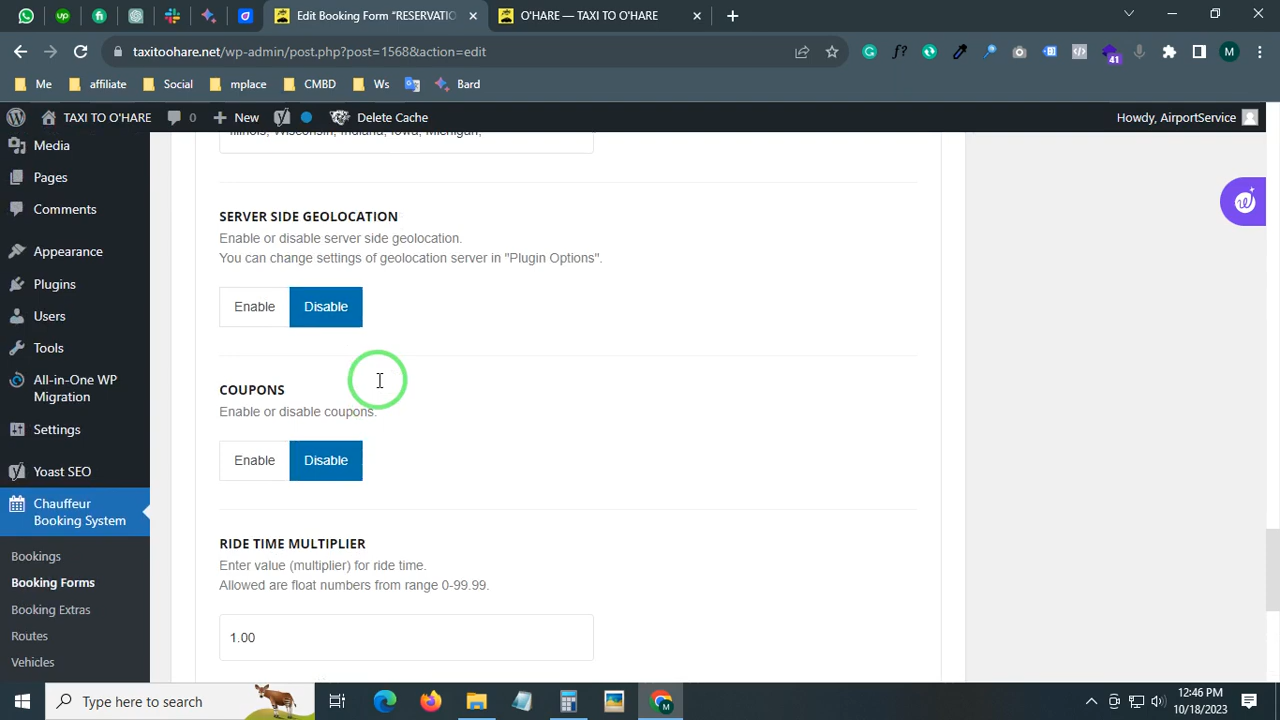 Edit Booking Form “RESERVATIO
O'HARE — TAXI TO O'HARE
taxitoohare.net/wp-admin/post.php?post=1568&action=edit
41
M
Me
affiliate
Social
mplace
CMBD
Ws
Bard
TAXI TO O'HARE
0
New
Delete Cache
Howdy, AirportService
Media
Pages
Comments
Appearance
Plugins
Users
Tools
All-in-One WP
Migration
Settings
Yoast SEO
Chauffeur
Booking System
Bookings
Booking Forms
Booking Extras
Routes
Vehicles
Illinois, Wisconsin, Indiana, Iowa, Michigan,
SERVER SIDE GEOLOCATION
Enable or disable server side geolocation.
You can change settings of geolocation server in "Plugin Options".
Enable
Disable
COUPONS
Enable or disable coupons.
Enable
Disable
RIDE TIME MULTIPLIER
Enter value (multiplier) for ride time.
Allowed are float numbers from range 0-99.99.
1.00
Type here to search
12:46 PM
10/18/2023